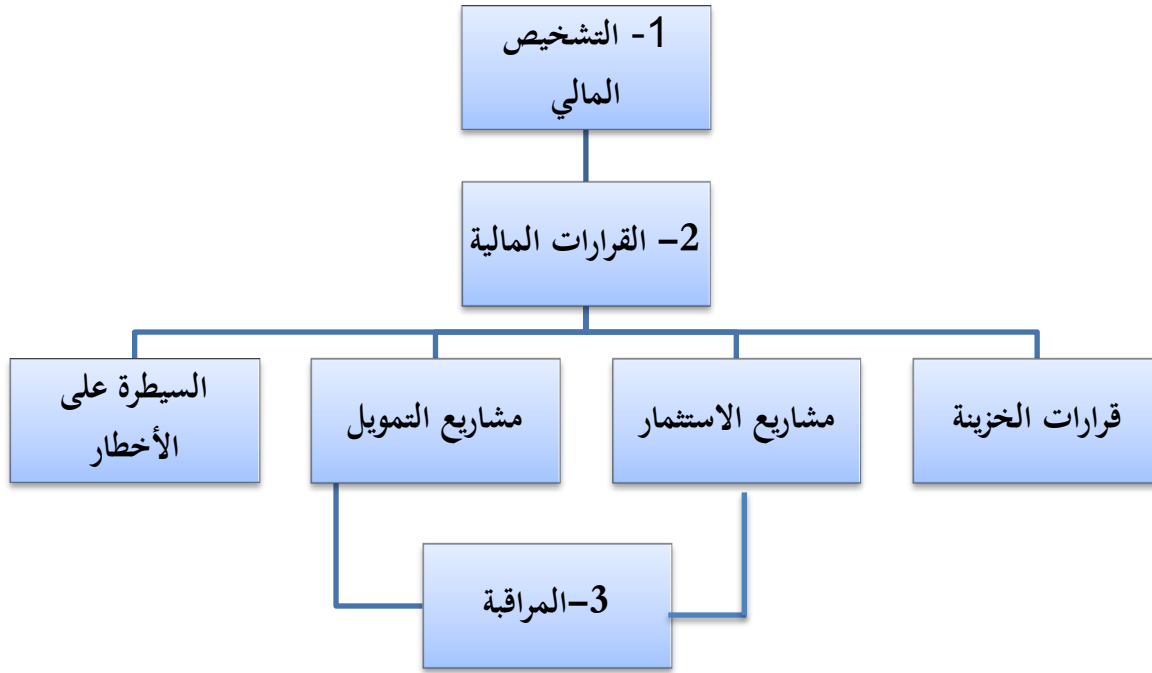 1- التشخيص
المالي
2– القرارات المالية
قرارات الخزينة
مشاريع الاستثمار
مشاريع التمويل
السيطرة على
الأخطار
3–المراقبة